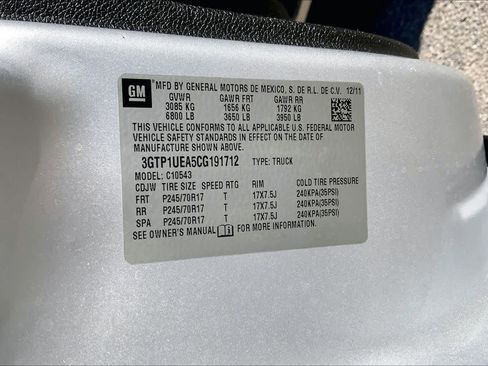 GM
MFD BY GENERAL MOTORS DE MEXICO, S DE R.L. DE C.V. 12/11
GVWR GAWR FRT GAWR RR
3085 KG 1656 KG 1792 KG
6800 LB 3650 LB 3950 LB
THIS VEHICLE CONFORMS TO ALL APPLICABLE U.S. FEDERAL MOTOR
VEHICLE SAFETY STANDARDS IN EFFECT ON THE DATE OF
MANUFACTURE SHOWN ABOVE.
3GTP1UEA5CG191712 TYPE: TRUCK
MODEL: C10543
CDJW TIRE SIZE SPEED RTG RIM COLD TIRE PRESSURE
FRT P245/70R17 T 17X7.5J 240KPA(35PSI)
RR P245/70R17 T 17X7.5J 240KPA(35PSI)
SPA P245/70R17 T 17X7.5J 240KPA(35PSI)
SEE OWNER'S MANUAL FOR MORE INFORMATION.